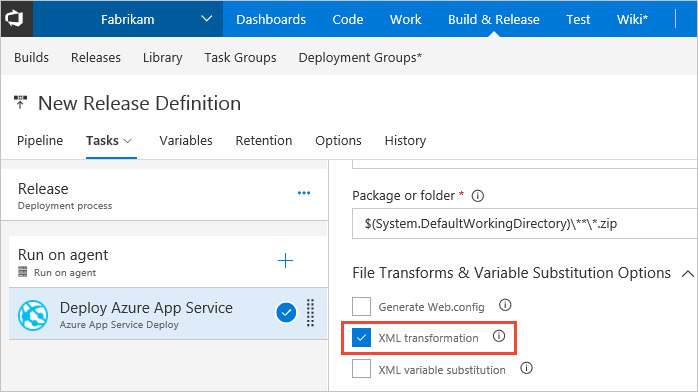 Fabrikam Dashboards Code Work Build & Release Test Wiki*
Builds Releases Library Task Groups Deployment Groups*
New Release Definition
Pipeline Tasks Variables Retention Options History
Release
Deployment process
Run on agent
Run on agent
Deploy Azure App Service
Azure App Service Deploy
Package or folder *
$(System.DefaultWorkingDirectory)\**\*.zip
File Transforms & Variable Substitution Options
Generate Web.config
XML transformation
XML variable substitution